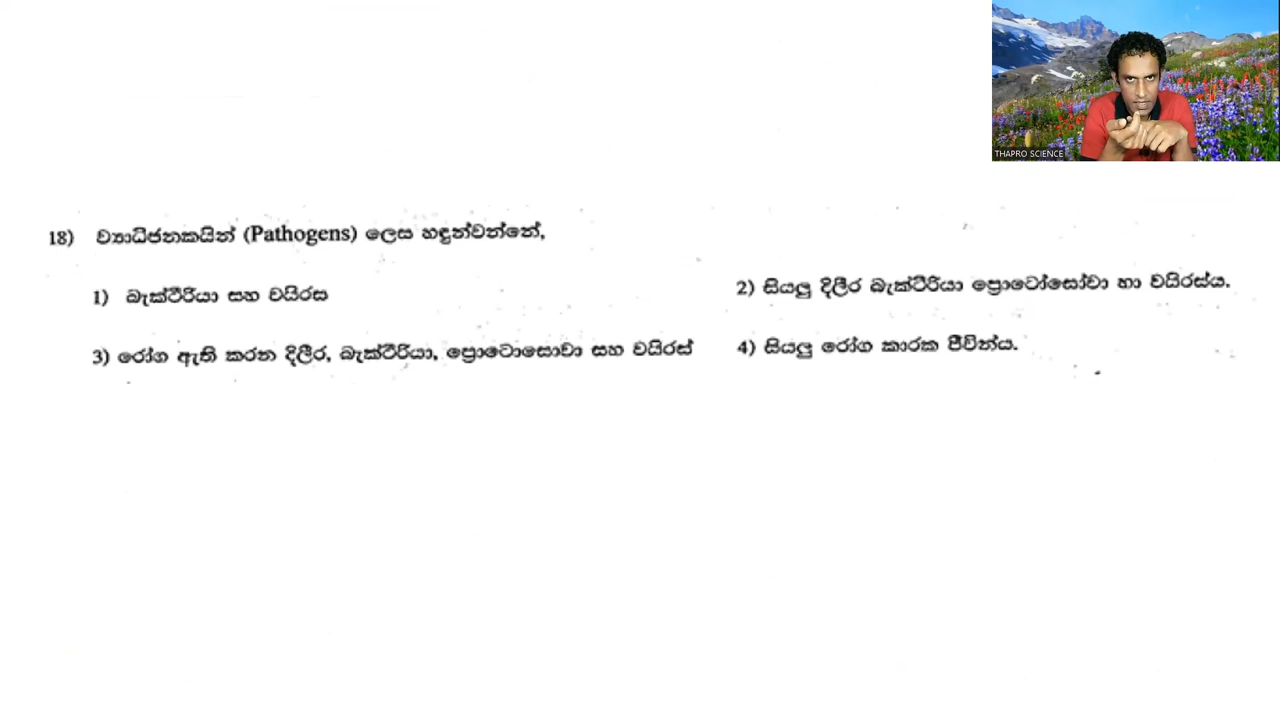 THAPRO SCIENCE
18) ව්‍යාධිජනකයින් (Pathogens) ලෙස හඳුන්වන්නේ,
1) බැක්ටීරියා සහ වයිරස
2) සියලු දිලීර බැක්ටීරියා ප්‍රොටෝසෝවා හා වයිරස්ය.
3) රෝග ඇති කරන දිලීර, බැක්ටීරියා, ප්‍රොටොසොවා සහ වයිරස්
4) සියලු රෝග කාරක ජීවීන්ය.